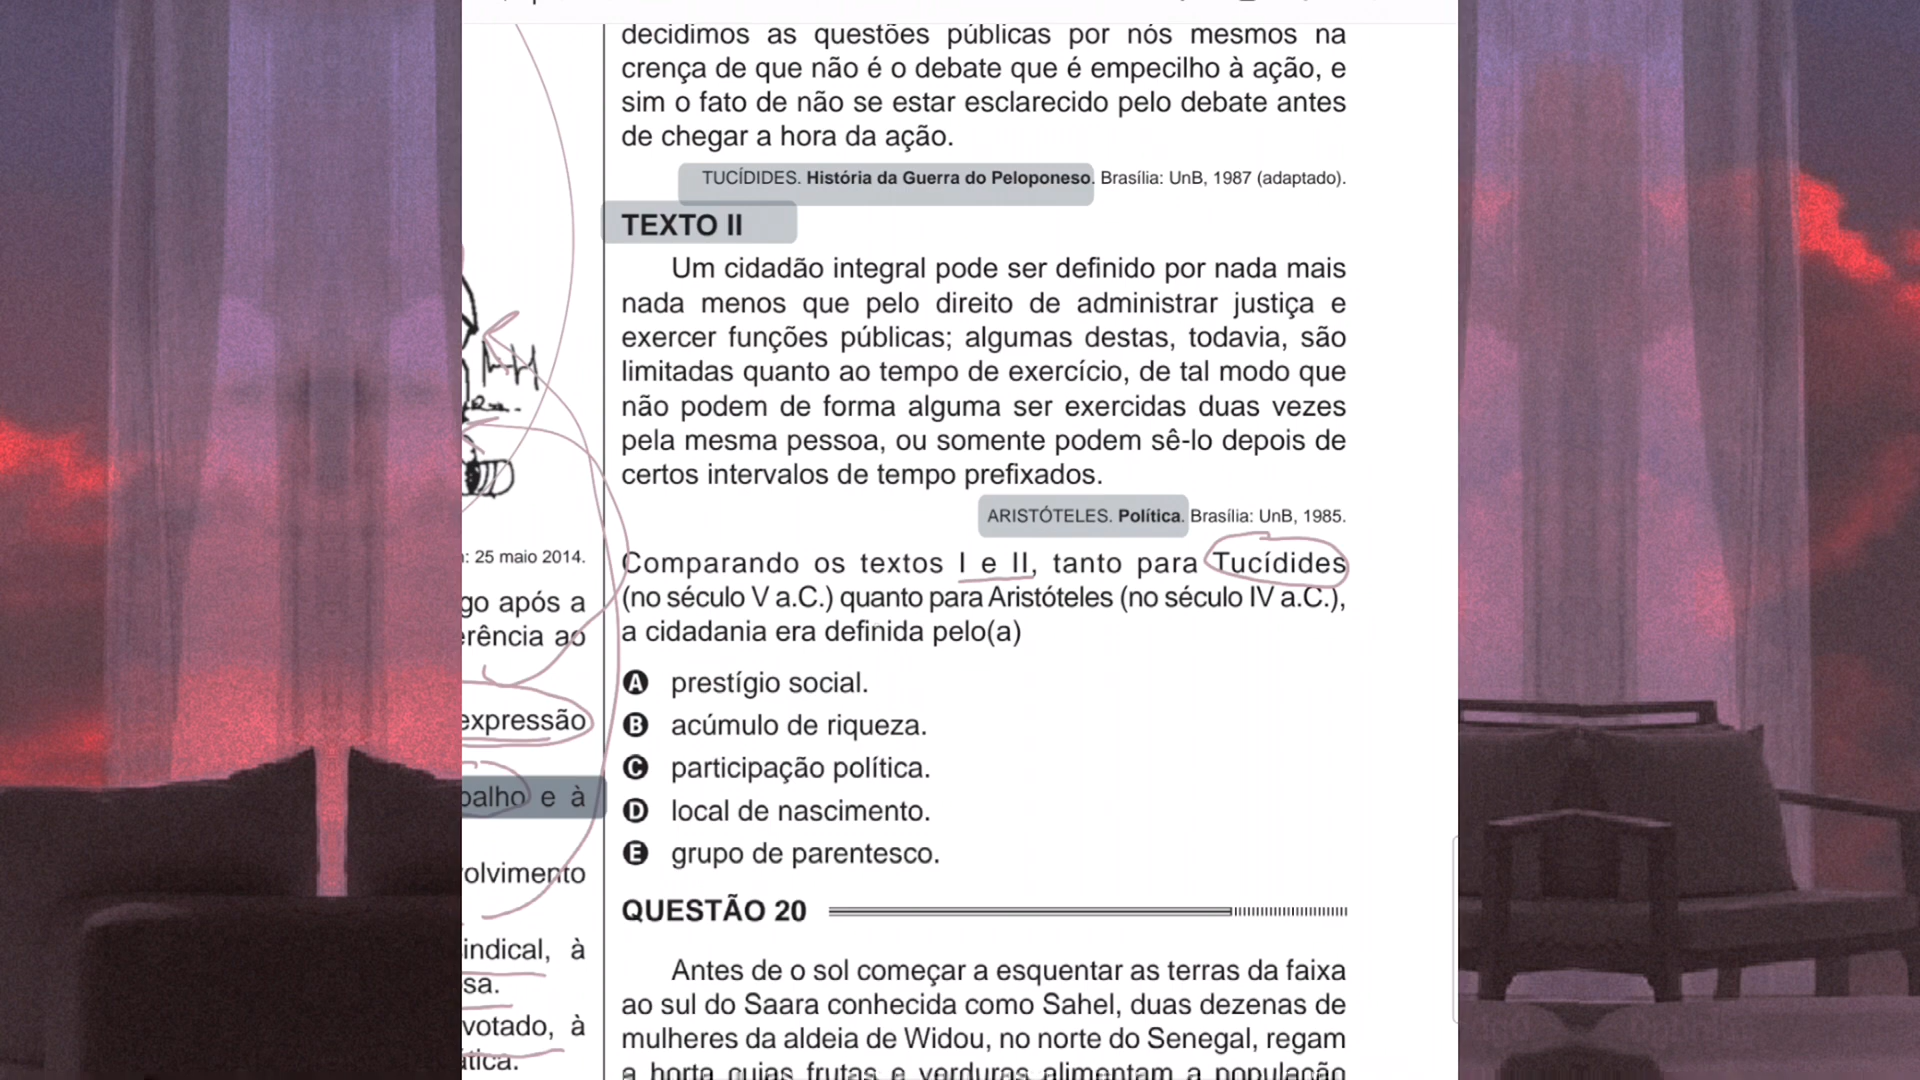 decidimos as questões públicas por nós mesmos na
crença de que não é o debate que é empecilho à ação, e
sim o fato de não se estar esclarecido pelo debate antes
de chegar a hora da ação.
TUCÍDIDES. História da Guerra do Peloponeso. Brasília: UnB, 1987 (adaptado).
TEXTO II
Um cidadão integral pode ser definido por nada mais
nada menos que pelo direito de administrar justiça e
exercer funções públicas; algumas destas, todavia, são
limitadas quanto ao tempo de exercício, de tal modo que
não podem de forma alguma ser exercidas duas vezes
pela mesma pessoa, ou somente podem sê-lo depois de
certos intervalos de tempo prefixados.
ARISTÓTELES. Política. Brasília: UnB, 1985.
Comparando os textos I e II, tanto para Tucídides
(no século V a.C.) quanto para Aristóteles (no século IV a.C.),
a cidadania era definida pelo(a)
A prestígio social.
B acúmulo de riqueza.
C participação política.
D local de nascimento.
E grupo de parentesco.
QUESTÃO 20
Antes de o sol começar a esquentar as terras da faixa
ao sul do Saara conhecida como Sahel, duas dezenas de
mulheres da aldeia de Widou, no norte do Senegal, regam
a horta cujas frutas e verduras alimentam a população
: 25 maio 2014.
go após a
erência ao
expressão
balho e à
olvimento
indical, à
sa.
votado, à
ática.